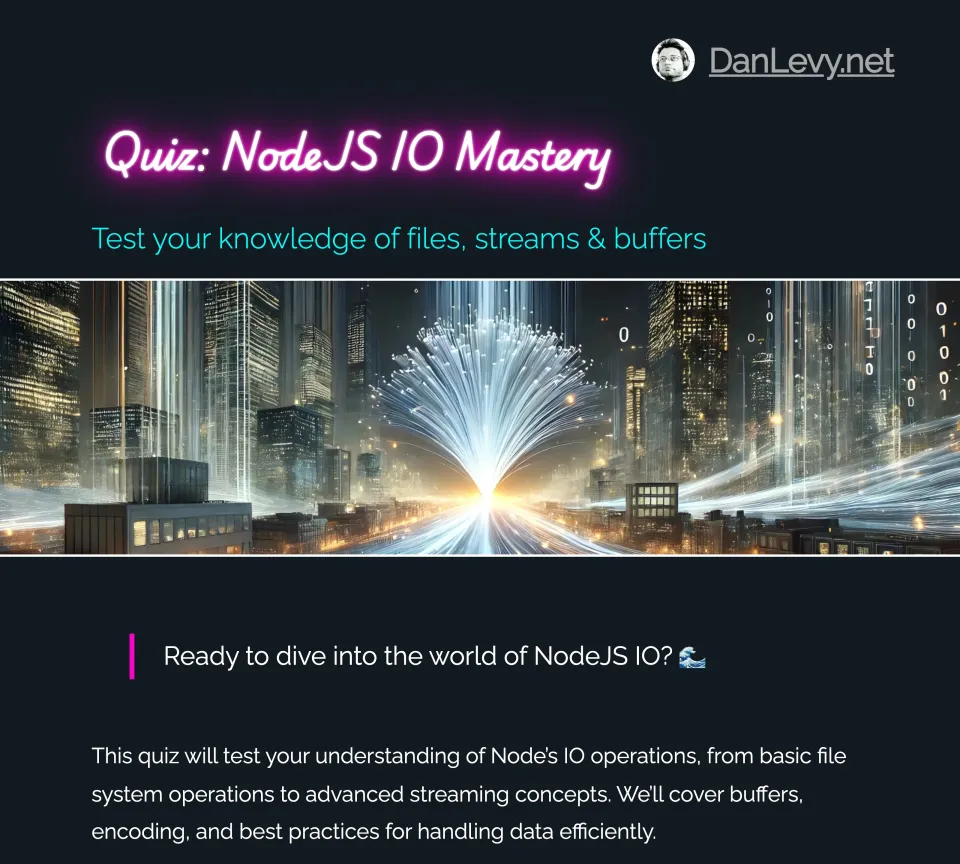 DanLevy.net
Quiz: NodeJS IO Mastery
Test your knowledge of files, streams & buffers
Ready to dive into the world of NodeJS IO? 🌊
This quiz will test your understanding of Node’s IO operations, from basic file
system operations to advanced streaming concepts. We’ll cover buffers,
encoding, and best practices for handling data efficiently.